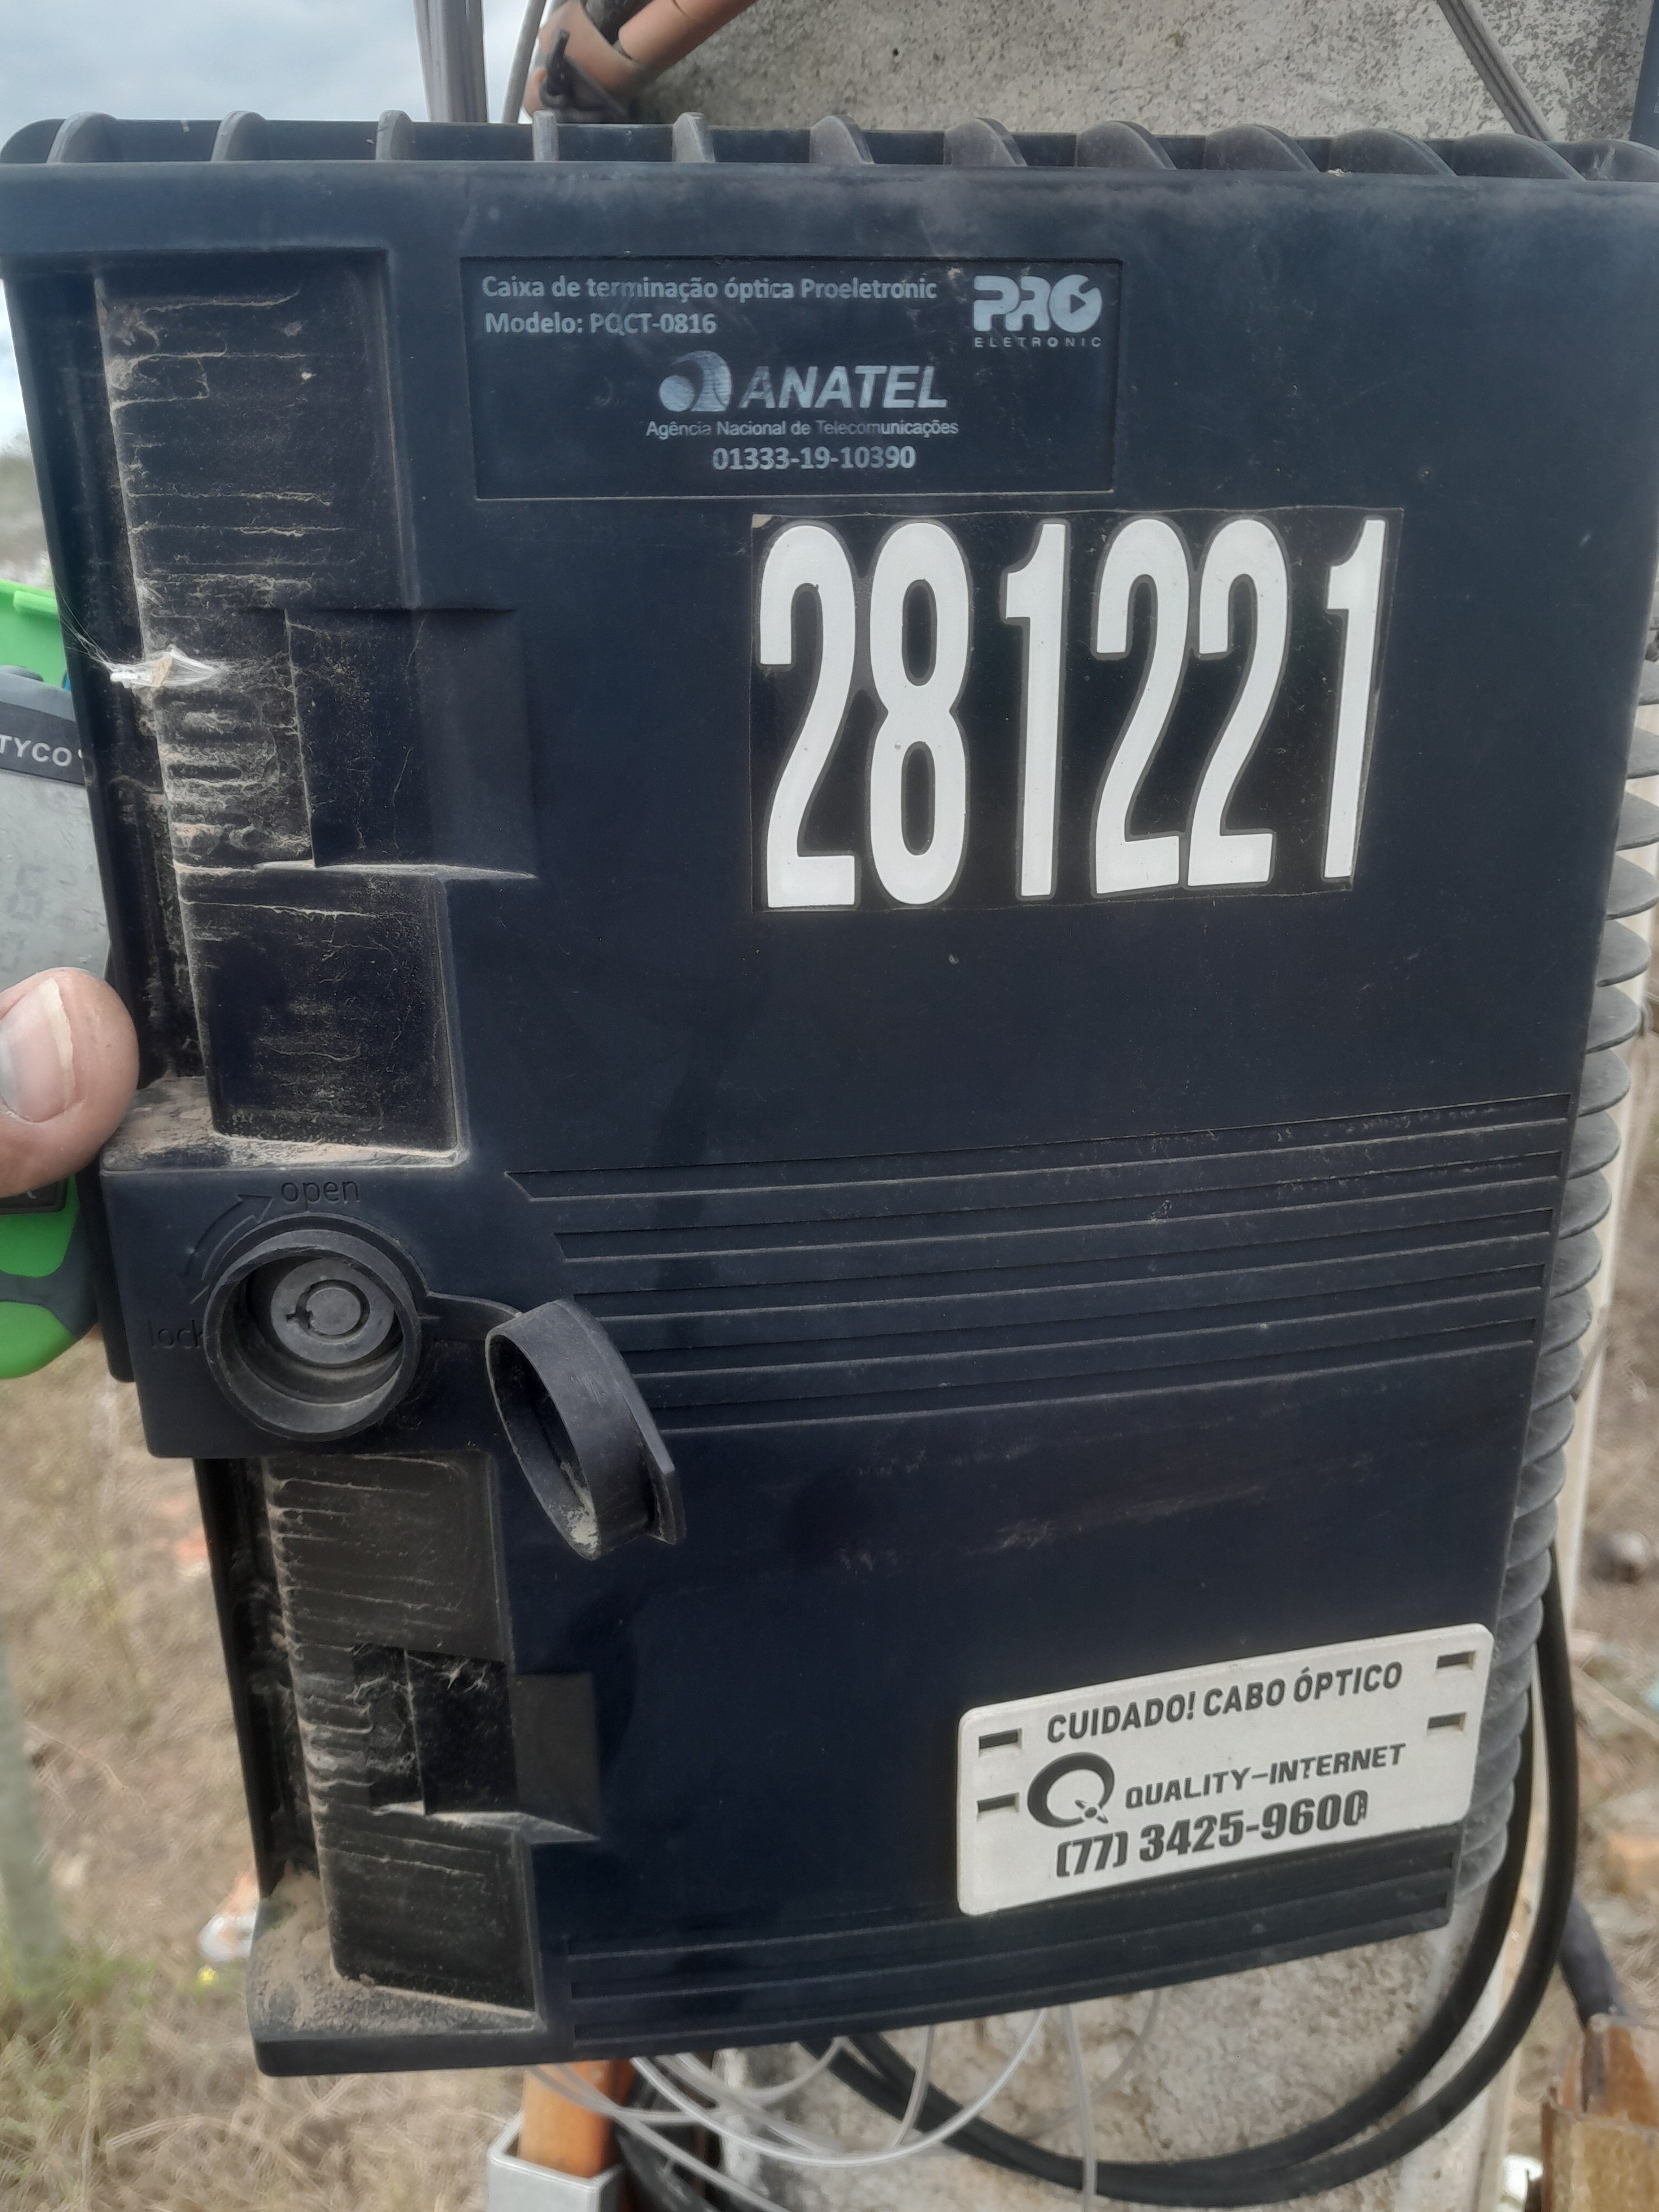 Caixa de terminação óptica Proeletronic
Modelo: PQCT-0816
PRO
ELETRONIC
ANATEL
Agência Nacional de Telecomunicações
01333-19-10390
281221
TYCO
open
lock
CUIDADO! CABO ÓPTICO
QUALITY-INTERNET
(77) 3425-9600